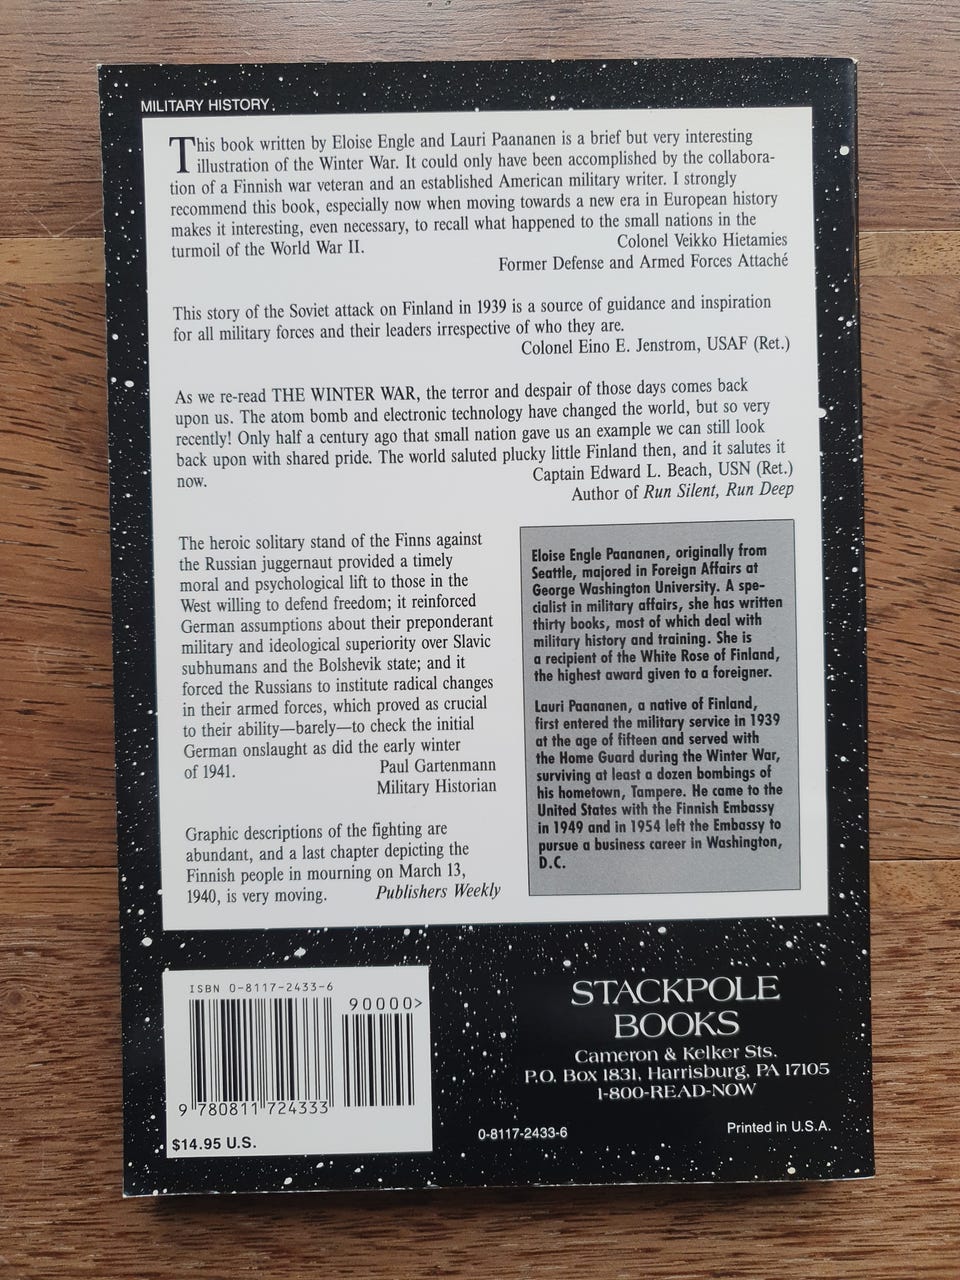 MILITARY HISTORY
This book written by Eloise Engle and Lauri Paananen is a brief but very interesting
illustration of the Winter War. It could only have been accomplished by the collabora-
tion of a Finnish war veteran and an established American military writer. I strongly
recommend this book, especially now when moving towards a new era in European history
makes it interesting, even necessary, to recall what happened to the small nations in the
turmoil of the World War II.
Colonel Veikko Hietamies
Former Defense and Armed Forces Attaché
This story of the Soviet attack on Finland in 1939 is a source of guidance and inspiration
for all military forces and their leaders irrespective of who they are.
Colonel Eino E. Jenstrom, USAF (Ret.)
As we re-read THE WINTER WAR, the terror and despair of those days comes back
upon us. The atom bomb and electronic technology have changed the world, but so very
recently! Only half a century ago that small nation gave us an example we can still look
back upon with shared pride. The world saluted plucky little Finland then, and it salutes it
now.
Captain Edward L. Beach, USN (Ret.)
Author of Run Silent, Run Deep
The heroic solitary stand of the Finns against
the Russian juggernaut provided a timely
moral and psychological lift to those in the
West willing to defend freedom; it reinforced
German assumptions about their preponderant
military and ideological superiority over Slavic
subhumans and the Bolshevik state; and it
forced the Russians to institute radical changes
in their armed forces, which proved as crucial
to their ability—barely—to check the initial
German onslaught as did the early winter
of 1941.
Paul Gartenmann
Military Historian
Graphic descriptions of the fighting are
abundant, and a last chapter depicting the
Finnish people in mourning on March 13,
1940, is very moving.
Publishers Weekly
Eloise Engle Paananen, originally from
Seattle, majored in Foreign Affairs at
George Washington University. A spe-
cialist in military affairs, she has written
thirty books, most of which deal with
military history and training. She is
a recipient of the White Rose of Finland,
the highest award given to a foreigner.
Lauri Paananen, a native of Finland,
first entered the military service in 1939
at the age of fifteen and served with
the Home Guard during the Winter War,
surviving at least a dozen bombings of
his hometown, Tampere. He came to the
United States with the Finnish Embassy
in 1949 and in 1954 left the Embassy to
pursue a business career in Washington,
D.C.
ISBN 0-8117-2433-6
90000>
9 780811 724333
$14.95 U.S.
STACKPOLE
BOOKS
Cameron & Kelker Sts.
P.O. Box 1831, Harrisburg, PA 17105
1-800-READ-NOW
0-8117-2433-6
Printed in U.S.A.